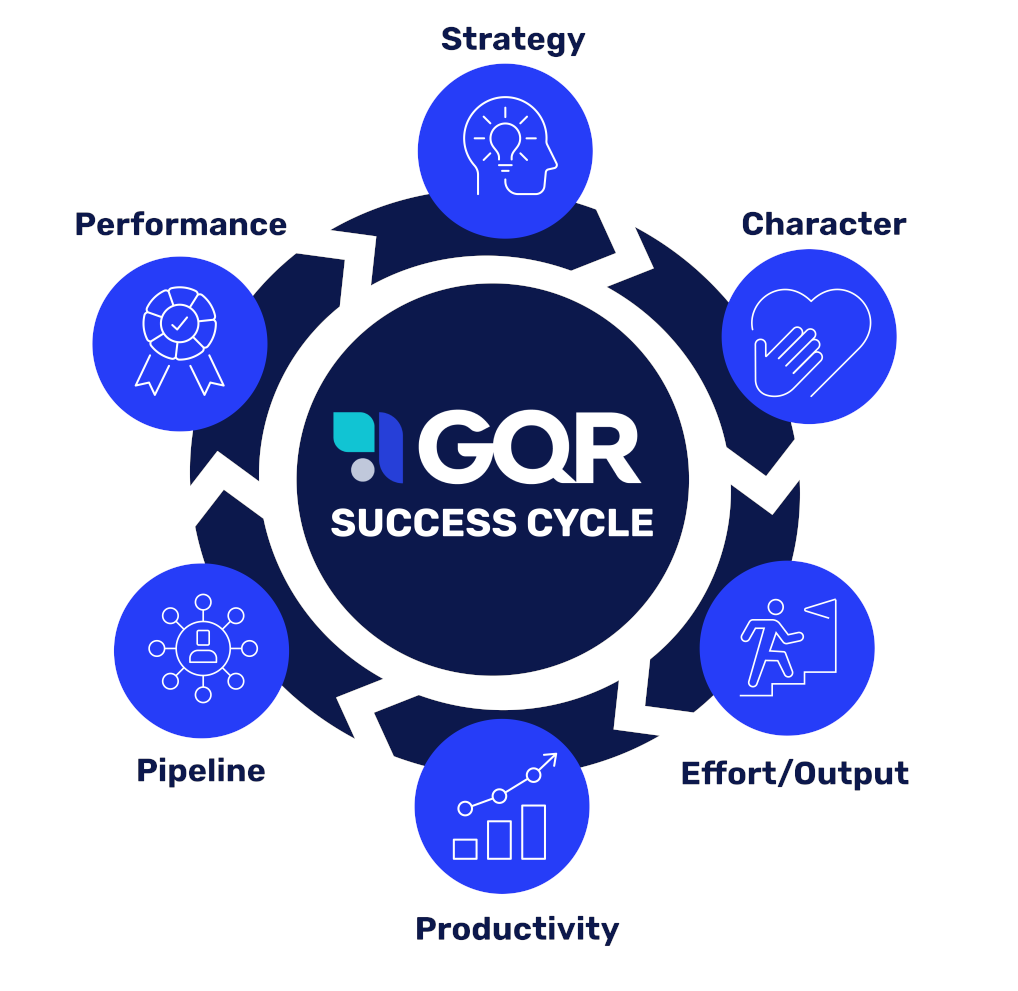 Strategy
Performance
Character
GQR
SUCCESS CYCLE
Pipeline
Effort/Output
Productivity